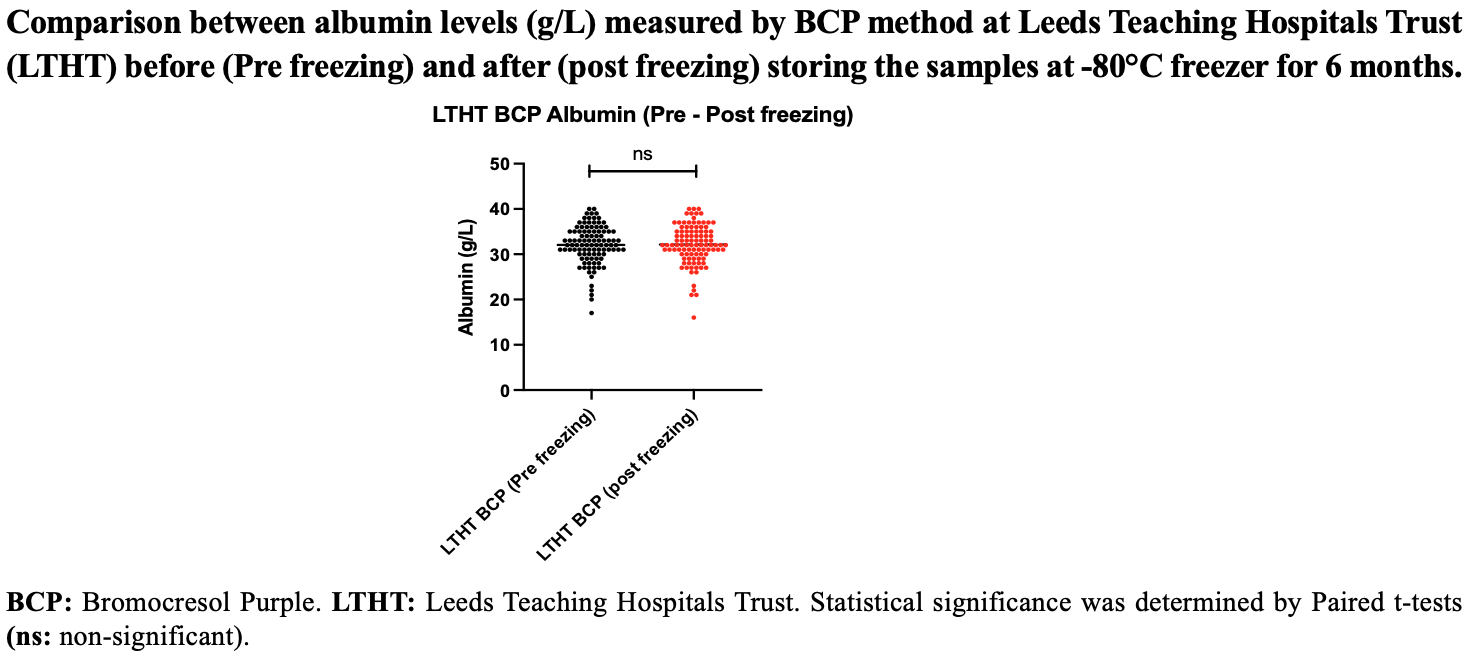 Comparison between albumin levels (g/L) measured by BCP method at Leeds Teaching Hospitals Trust
(LTHT) before (Pre freezing) and after (post freezing) storing the samples at -80°C freezer for 6 months.
LTHT BCP Albumin (Pre - Post freezing)
ns
50
40
30
20
10
0
Albumin (g/L)
LTHT BCP (Pre freezing)
LTHT BCP (post freezing)
BCP: Bromocresol Purple. LTHT: Leeds Teaching Hospitals Trust. Statistical significance was determined by Paired t-tests
(ns: non-significant).